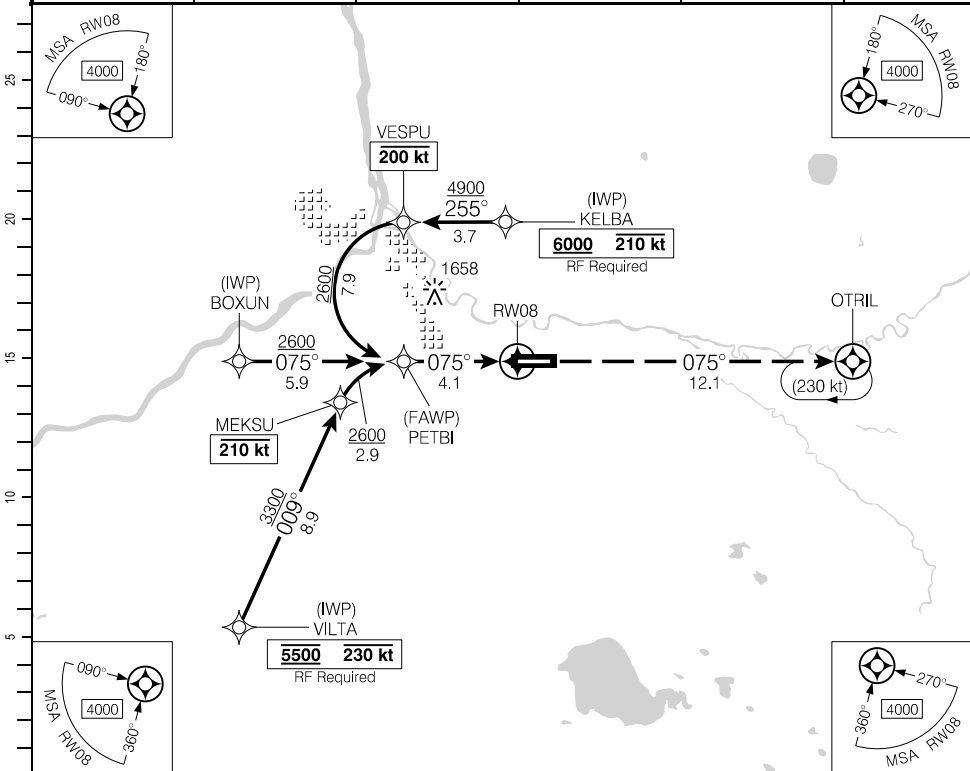 MSA RW08
4000
180°
090°
MSA RW08
4000
180°
270°
25
20
15
10
5
VESPU
200 kt
4900
255°
3.7
(IWP)
KELBA
6000 210 kt
RF Required
1658
2600
7.9
(IWP)
BOXUN
2600
075°
5.9
RW08
OTRIL
075°
4.1
075°
12.1
(230 kt)
(FAWP)
PETBI
MEKSU
210 kt
2600
2.9
3300
009°
8.9
(IWP)
VILTA
5500 230 kt
RF Required
090°
4000
360°
MSA RW08
270°
4000
360°
MSA RW08